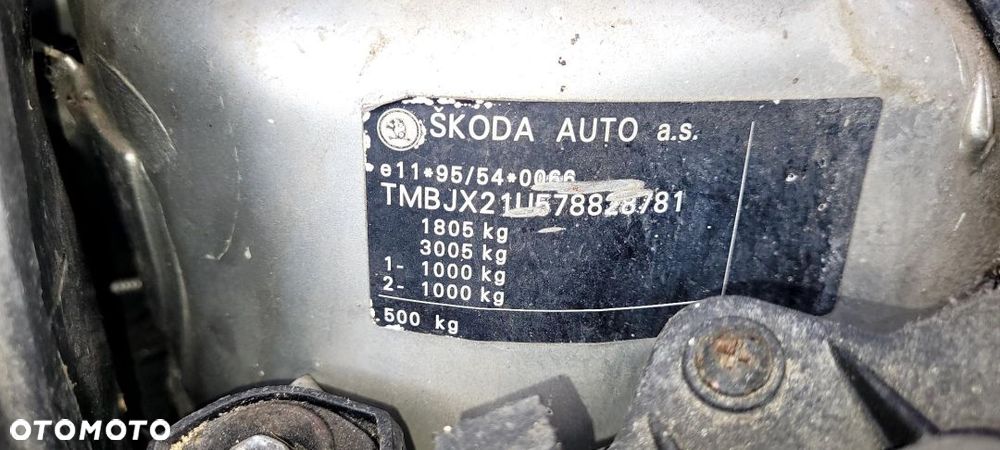 ŠKODA AUTO a.s.
e11*95/54*0066
TMBJX21U578828781
1805 kg
3005 kg
1- 1000 kg
2- 1000 kg
500 kg
OTOMOTO